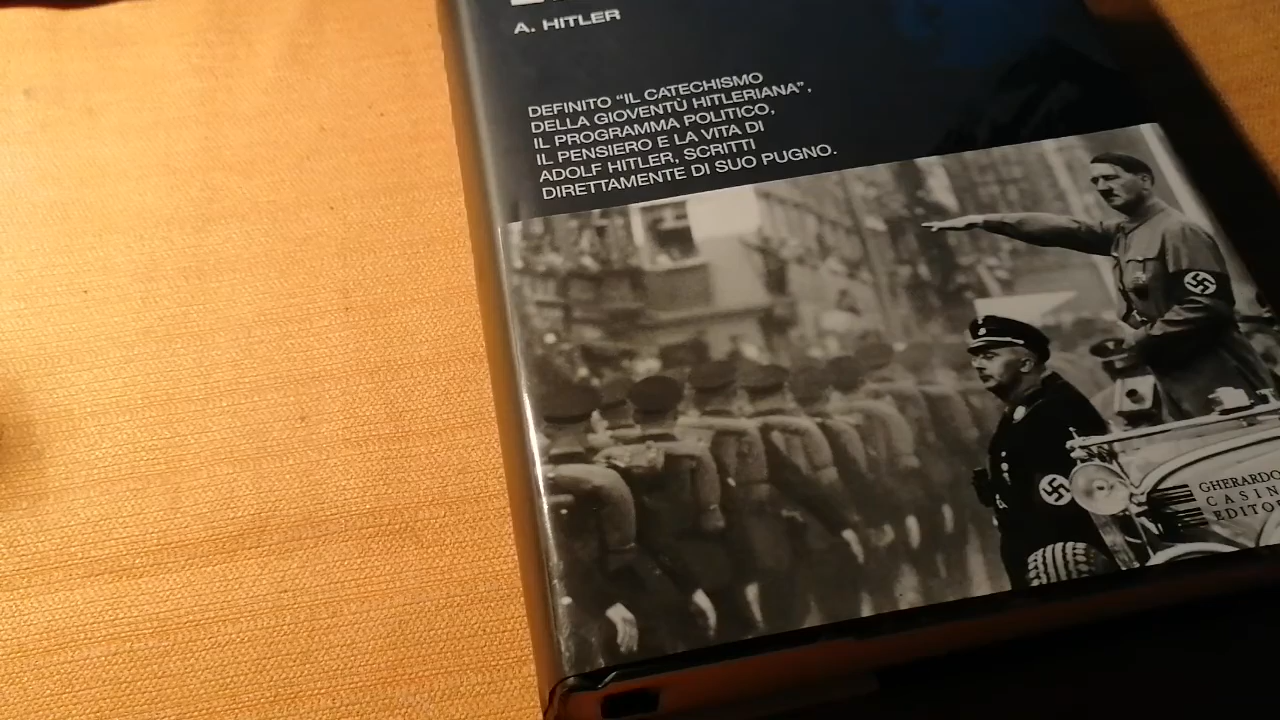 A. HITLER
DEFINITO “IL CATECHISMO
DELLA GIOVENTÙ HITLERIANA”,
IL PROGRAMMA POLITICO,
IL PENSIERO E LA VITA DI
ADOLF HITLER, SCRITTI
DIRETTAMENTE DI SUO PUGNO.
GHERARDO
CASIN
EDITO